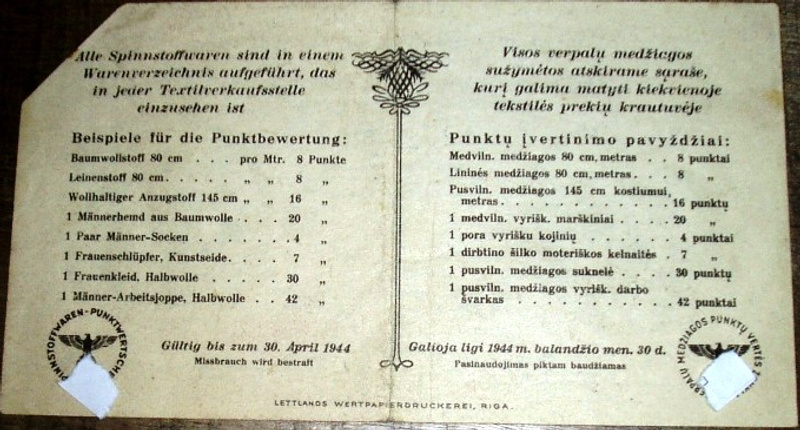 Alle Spinnstoffwaren sind in einem
Warenverzeichnis aufgeführt, das
in jeder Textilverkaufsstelle
einzusehen ist
Beispiele für die Punktbewertung:
Baumwollstoff 80 cm . . . pro Mtr. 8 Punkte
Leinenstoff 80 cm . . . . . „ „ 8 „
Wollhaltiger Anzugstoff 145 cm „ „ 16 „
1 Männerhemd aus Baumwolle . . . 20 „
1 Paar Männer-Socken . . . . . . . 4 „
1 Frauenschlüpfer, Kunstseide . . . . 7 „
1 Frauenkleid, Halbwolle . . . . . 30 „
1 Männer-Arbeitsjoppe, Halbwolle . . 42 „
Gültig bis zum 30. April 1944
Missbrauch wird bestraft
SPINNSTOFFWAREN-PUNKTWERTSCHE
Visos verpalų medžiagos
sužymėtos atskirame sąraše,
kurį galima matyti kiekvienoje
tekstilės prekių krautuvėje
Punktų įvertinimo pavyzdžiai:
Medviln. medžiagos 80 cm, metras . . 8 punktai
Lininės medžiagos 80 cm, metras . . . 8 „
Pusviln. medžiagos 145 cm kostiumui,
metras . . . . . . . . . . . . 16 punktų
1 medviln. vyrišk. marškiniai . . . . 20 „
1 pora vyrišku kojinių . . . . . . 4 punktai
1 dirbtino šilko moteriškos kelnaitės . 7 „
1 pusviln. medžiagos suknelė . . . . 30 punktų
1 pusviln. medžiagos vyrišk. darbo
švarkas . . . . . . . . . . . 42 punktai
Galioja ligi 1944 m. balandžio men. 30 d.
Pasinaudojimas piktam baudžiamas
VERPALŲ MEDŽIAGOS PUNKTŲ VERTĖS
LETTLANDS WERTPAPIERDRUCKEREI, RIGA.